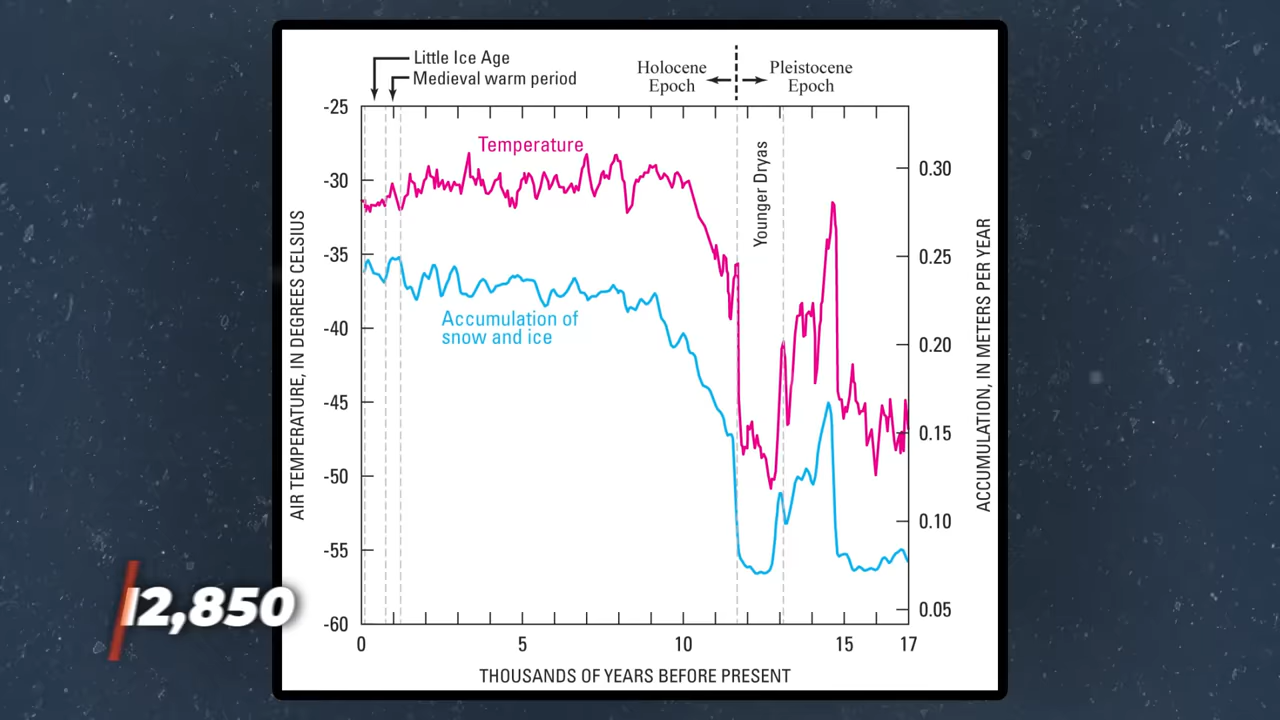 Little Ice Age
Medieval warm period
Holocene
Epoch
Pleistocene
Epoch
-25
-30
-35
-40
-45
-50
-55
-60
AIR TEMPERATURE, IN DEGREES CELSIUS
Temperature
Younger Dryas
Accumulation of
snow and ice
0.30
0.25
0.20
0.15
0.10
0.05
ACCUMULATION, IN METERS PER YEAR
12,850
0
5
10
15
17
THOUSANDS OF YEARS BEFORE PRESENT